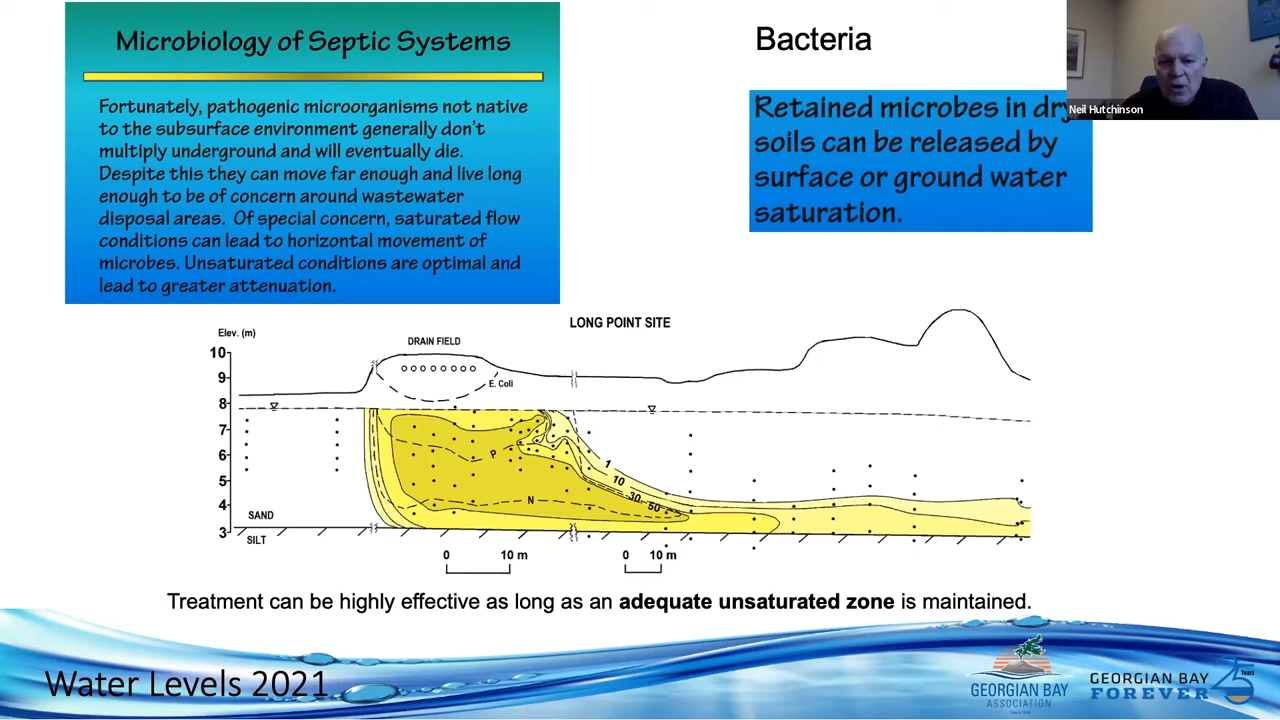 Microbiology of Septic Systems
Fortunately, pathogenic microorganisms not native
to the subsurface environment generally don't
multiply underground and will eventually die.
Despite this they can move far enough and live long
enough to be of concern around wastewater
disposal areas. Of special concern, saturated flow
conditions can lead to horizontal movement of
microbes. Unsaturated conditions are optimal and
lead to greater attenuation.
Bacteria
Retained microbes in dry
soils can be released by
surface or ground water
saturation.
Neil Hutchinson
LONG POINT SITE
Elev. (m)
DRAIN FIELD
E. Coli
10
9
8
7
6
5
4
3
P
N
1
10
30
50
SAND
SILT
0 10 m
0 10 m
Treatment can be highly effective as long as an adequate unsaturated zone is maintained.
Water Levels 2021
GEORGIAN BAY
ASSOCIATION
GEORGIAN BAY
FOREVER
25
Years